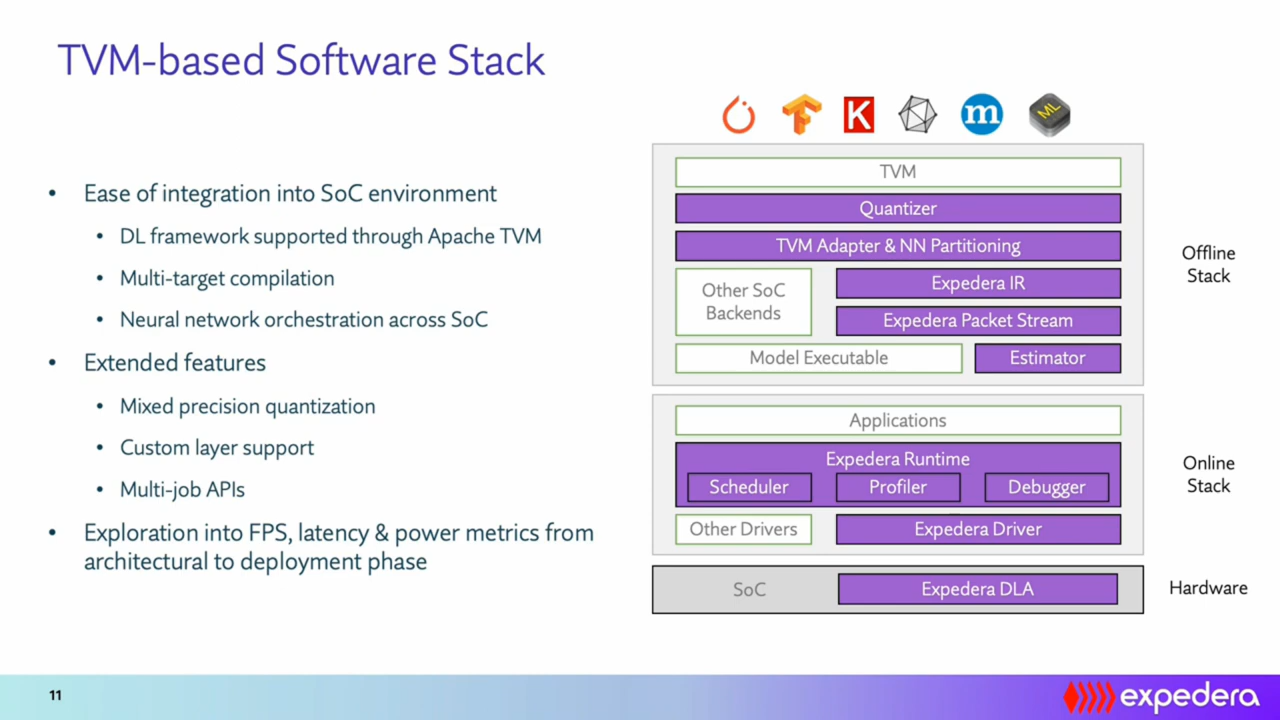 TVM-based Software Stack
• Ease of integration into SoC environment
• DL framework supported through Apache TVM
• Multi-target compilation
• Neural network orchestration across SoC
• Extended features
• Mixed precision quantization
• Custom layer support
• Multi-job APIs
• Exploration into FPS, latency & power metrics from
architectural to deployment phase
K
m
ML
TVM
Quantizer
TVM Adapter & NN Partitioning
Other SoC
Backends
Expedera IR
Expedera Packet Stream
Model Executable
Estimator
Offline
Stack
Applications
Expedera Runtime
Scheduler
Profiler
Debugger
Other Drivers
Expedera Driver
Online
Stack
SoC
Expedera DLA
Hardware
11
expedera